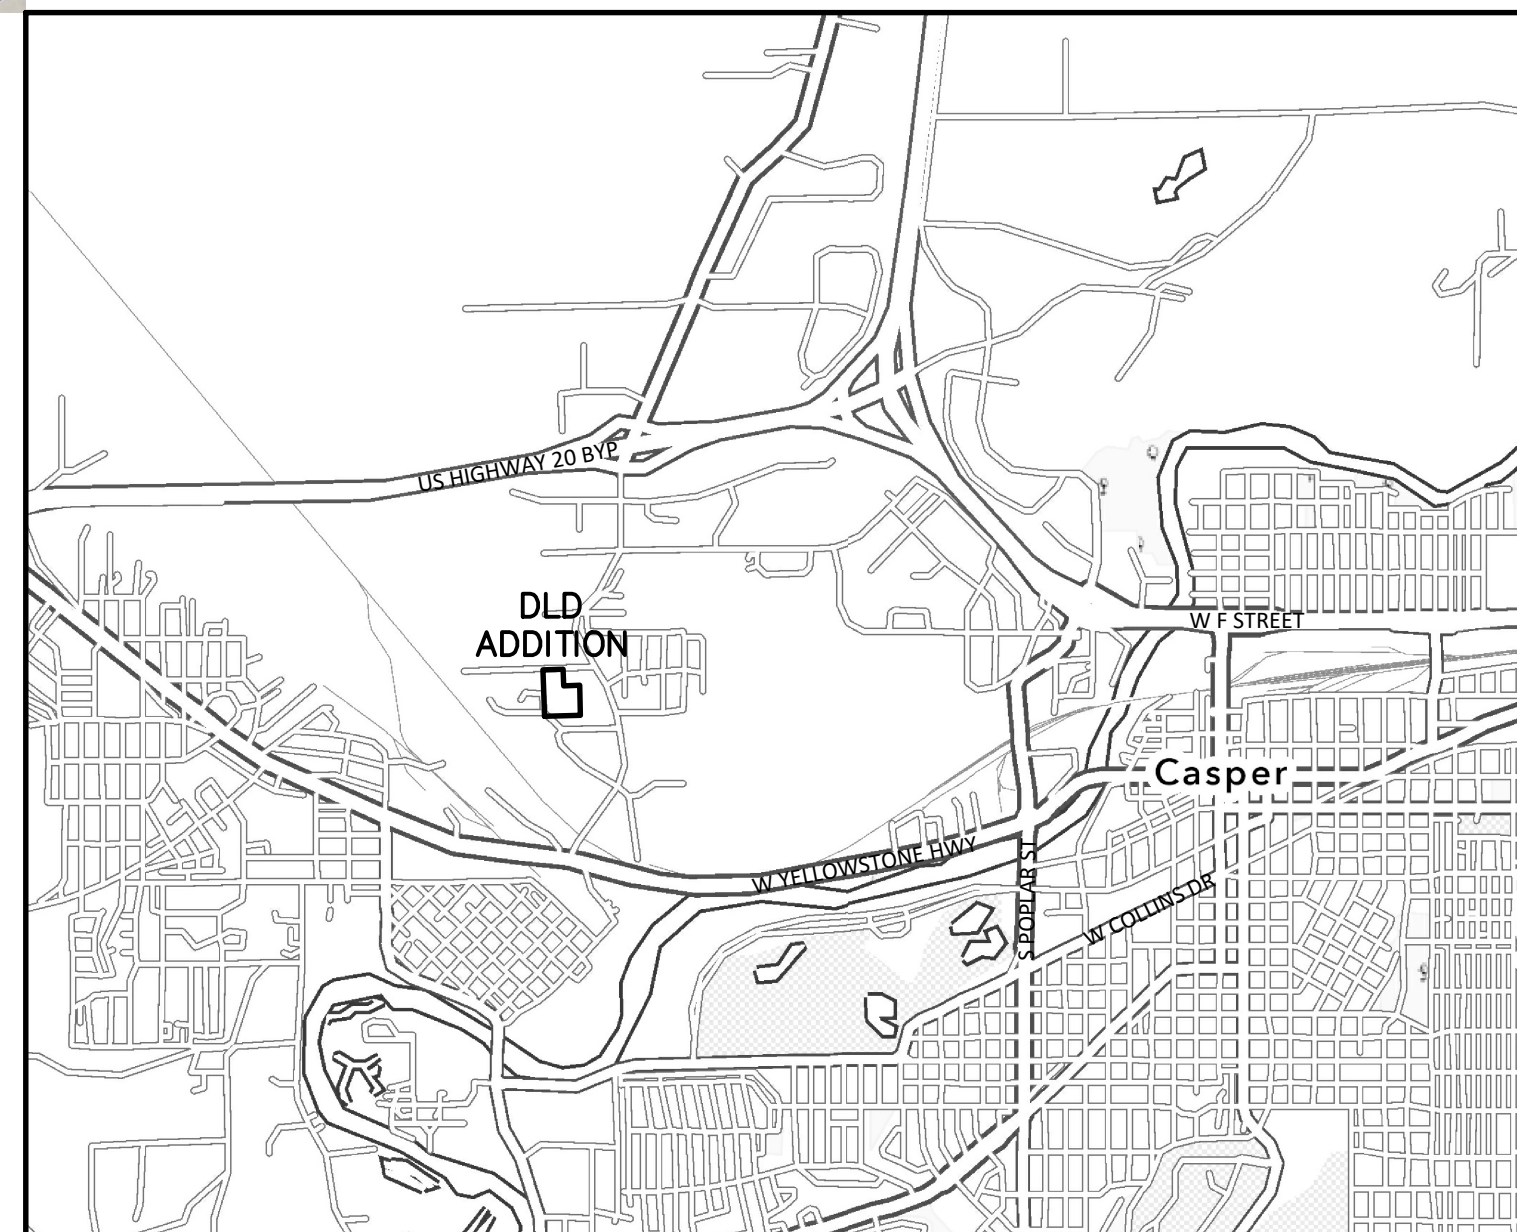 US HIGHWAY 20 BYP
DLD
ADDITION
W F STREET
Casper
W YELLOWSTONE HWY
S POPLAR ST
W COLLINS DR